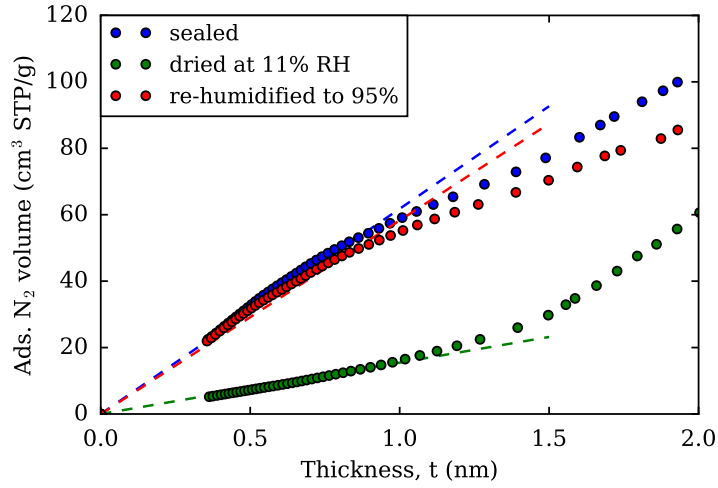 120
100
80
60
40
20
0
Ads. N₂ volume (cm³ STP/g)
sealed
dried at 11% RH
re-humidified to 95%
0.0 0.5 1.0 1.5 2.0
Thickness, t (nm)